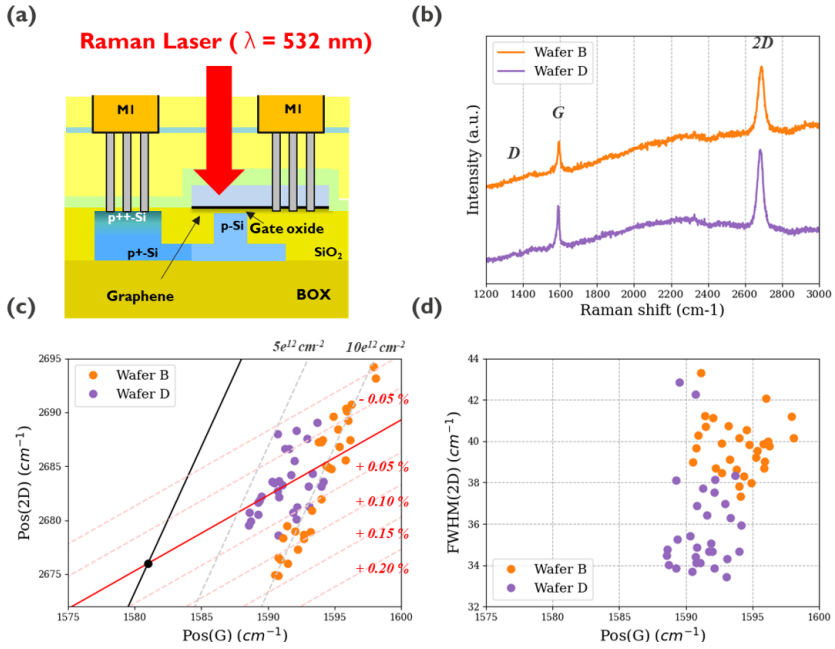 (a)
Raman Laser ( λ = 532 nm)
M1
M1
p++-Si
p-Si
Gate oxide
p+-Si
SiO₂
Graphene
BOX
(b)
Wafer B
Wafer D
2D
G
D
Intensity (a.u.)
1200 1400 1600 1800 2000 2200 2400 2600 2800 3000
Raman shift (cm-1)
(c)
5e¹² cm⁻²
10e¹² cm⁻²
Wafer B
Wafer D
- 0.05 %
+ 0.05 %
+ 0.10 %
+ 0.15 %
+ 0.20 %
2695
2690
2685
2680
2675
Pos(2D) (cm⁻¹)
1575 1580 1585 1590 1595 1600
Pos(G) (cm⁻¹)
(d)
44
42
40
38
36
34
32
FWHM(2D) (cm⁻¹)
Wafer B
Wafer D
1575 1580 1585 1590 1595 1600
Pos(G) (cm⁻¹)